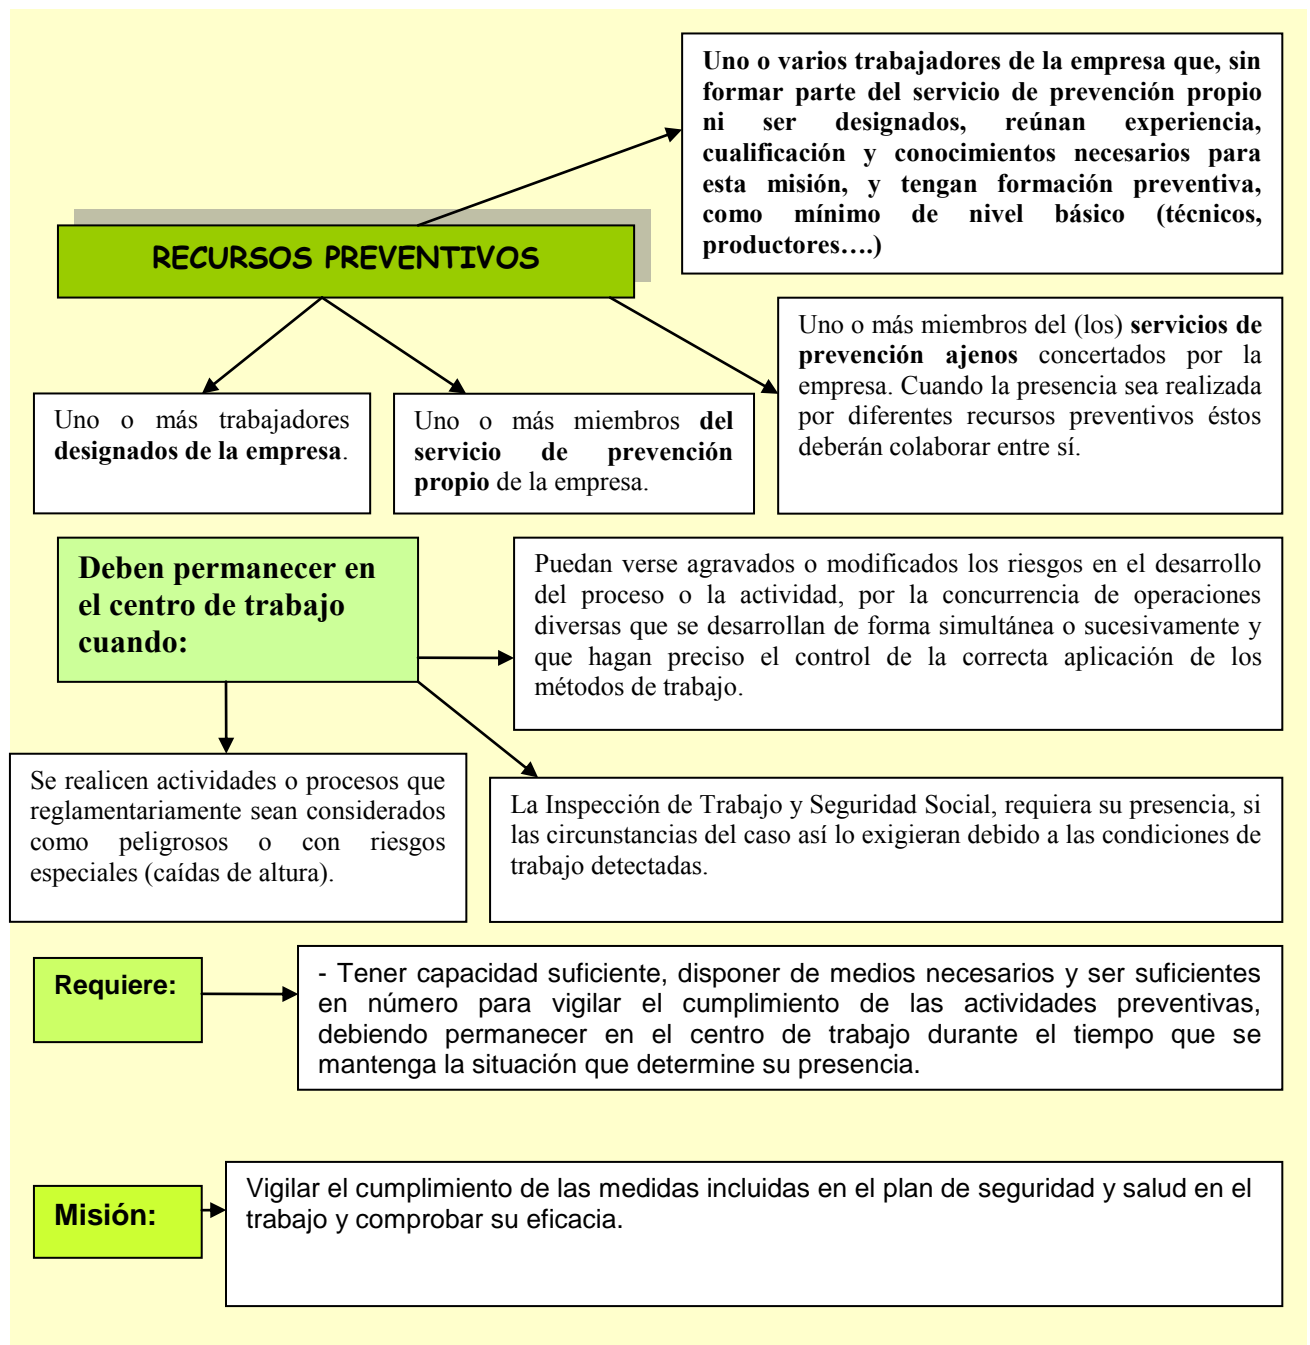 Uno o varios trabajadores de la empresa que, sin
formar parte del servicio de prevención propio
ni ser designados, reúnan experiencia,
cualificación y conocimientos necesarios para
esta misión, y tengan formación preventiva,
como mínimo de nivel básico (técnicos,
productores….)
RECURSOS PREVENTIVOS
Uno o más trabajadores
designados de la empresa.
Uno o más miembros del
servicio de prevención
propio de la empresa.
Uno o más miembros del (los) servicios de
prevención ajenos concertados por la
empresa. Cuando la presencia sea realizada
por diferentes recursos preventivos éstos
deberán colaborar entre sí.
Deben permanecer en
el centro de trabajo
cuando:
Puedan verse agravados o modificados los riesgos en el desarrollo
del proceso o la actividad, por la concurrencia de operaciones
diversas que se desarrollan de forma simultánea o sucesivamente y
que hagan preciso el control de la correcta aplicación de los
métodos de trabajo.
Se realicen actividades o procesos que
reglamentariamente sean considerados
como peligrosos o con riesgos
especiales (caídas de altura).
La Inspección de Trabajo y Seguridad Social, requiera su presencia, si
las circunstancias del caso así lo exigieran debido a las condiciones de
trabajo detectadas.
Requiere:
- Tener capacidad suficiente, disponer de medios necesarios y ser suficientes
en número para vigilar el cumplimiento de las actividades preventivas,
debiendo permanecer en el centro de trabajo durante el tiempo que se
mantenga la situación que determine su presencia.
Misión:
Vigilar el cumplimiento de las medidas incluidas en el plan de seguridad y salud en el
trabajo y comprobar su eficacia.